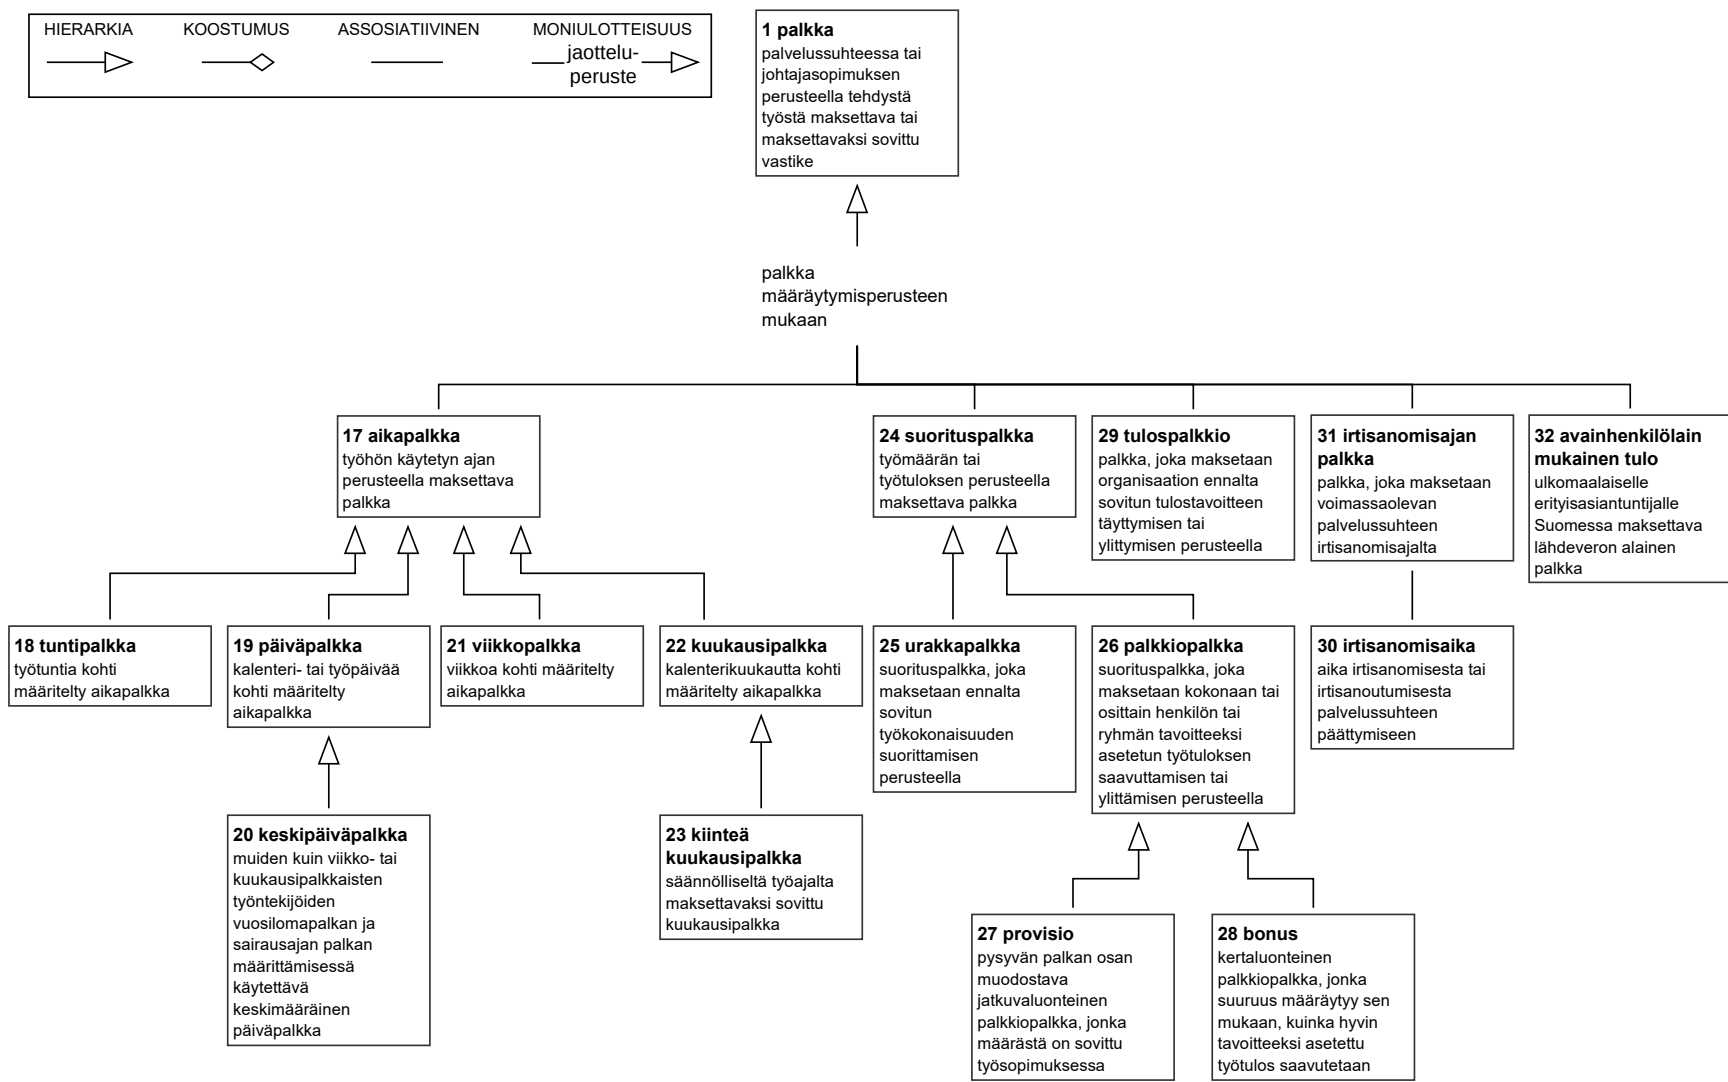 HIERARKIA
KOOSTUMUS
ASSOSIATIIVINEN
MONIULOTTEISUUS
jaottelu-
peruste
1 palkka
palvelussuhteessa tai
johtajasopimuksen
perusteella tehdystä
työstä maksettava tai
maksettavaksi sovittu
vastike
palkka
määräytymisperusteen
mukaan
17 aikapalkka
työhön käytetyn ajan
perusteella maksettava
palkka
24 suorituspalkka
työmäärän tai
työtuloksen perusteella
maksettava palkka
29 tulospalkkio
palkka, joka maksetaan
organisaation ennalta
sovitun tulostavoitteen
täyttymisen tai
ylittymisen perusteella
31 irtisanomisajan
palkka
palkka, joka maksetaan
voimassaolevan
palvelussuhteen
irtisanomisajalta
32 avainhenkilölain
mukainen tulo
ulkomaalaiselle
erityisasiantuntijalle
Suomessa maksettava
lähdeveron alainen
palkka
18 tuntipalkka
työtuntia kohti
määritelty aikapalkka
19 päiväpalkka
kalenteri- tai työpäivää
kohti määritelty
aikapalkka
21 viikkopalkka
viikkoa kohti määritelty
aikapalkka
22 kuukausipalkka
kalenterikuukautta kohti
määritelty aikapalkka
25 urakkapalkka
suorituspalkka, joka
maksetaan ennalta
sovitun
työkokonaisuuden
suorittamisen
perusteella
26 palkkiopalkka
suorituspalkka, joka
maksetaan kokonaan tai
osittain henkilön tai
ryhmän tavoitteeksi
asetetun työtuloksen
saavuttamisen tai
ylittämisen perusteella
30 irtisanomisaika
aika irtisanomisesta tai
irtisanoutumisesta
palvelussuhteen
päättymiseen
20 keskipäiväpalkka
muiden kuin viikko- tai
kuukausipalkkaisten
työntekijöiden
vuosilomapalkan ja
sairausajan palkan
määrittämisessä
käytettävä
keskimääräinen
päiväpalkka
23 kiinteä
kuukausipalkka
säännölliseltä työajalta
maksettavaksi sovittu
kuukausipalkka
27 provisio
pysyvän palkan osan
muodostava
jatkuvaluonteinen
palkkiopalkka, jonka
määrästä on sovittu
työsopimuksessa
28 bonus
kertaluonteinen
palkkiopalkka, jonka
suuruus määräytyy sen
mukaan, kuinka hyvin
tavoitteeksi asetettu
työtulos saavutetaan